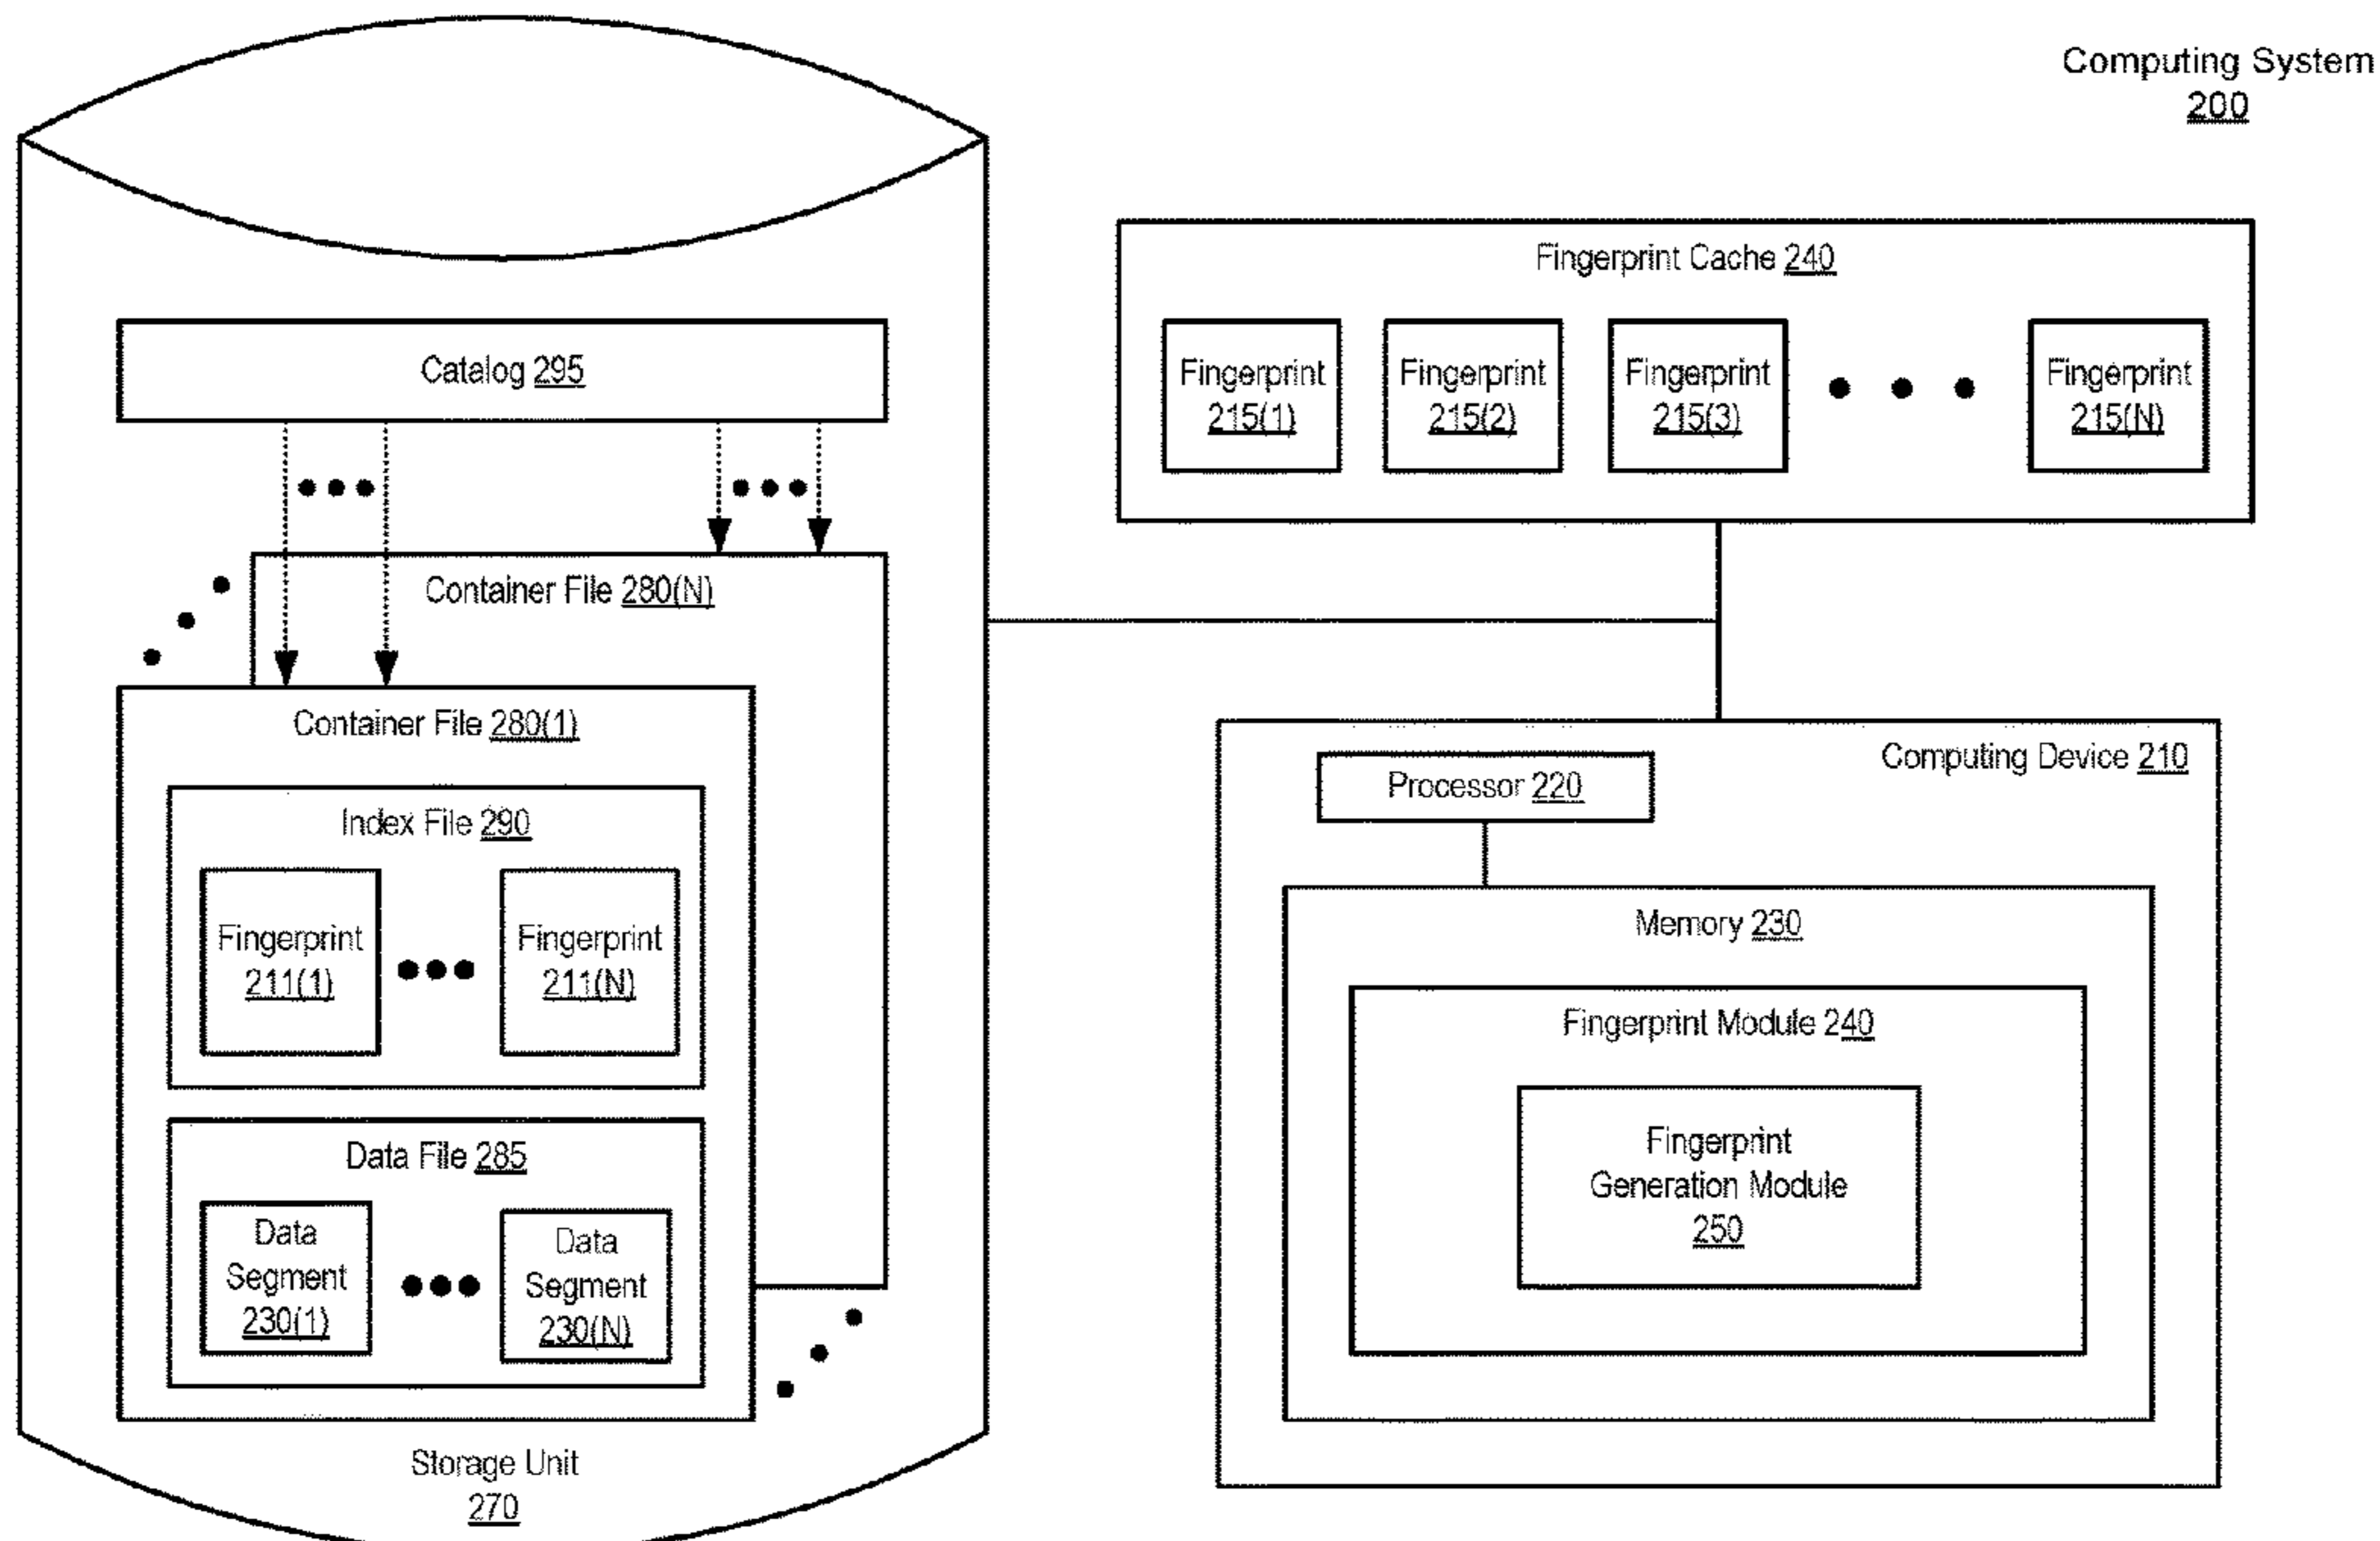 Computing System
200
Fingerprint Cache 240
Fingerprint
215(1)
Fingerprint
215(2)
Fingerprint
215(3)
Fingerprint
215(N)
Catalog 295
Container File 280(N)
Container File 280(1)
Index File 290
Fingerprint
211(1)
Fingerprint
211(N)
Data File 285
Data
Segment
230(1)
Data
Segment
230(N)
Storage Unit
270
Computing Device 210
Processor 220
Memory 230
Fingerprint Module 240
Fingerprint
Generation Module
250